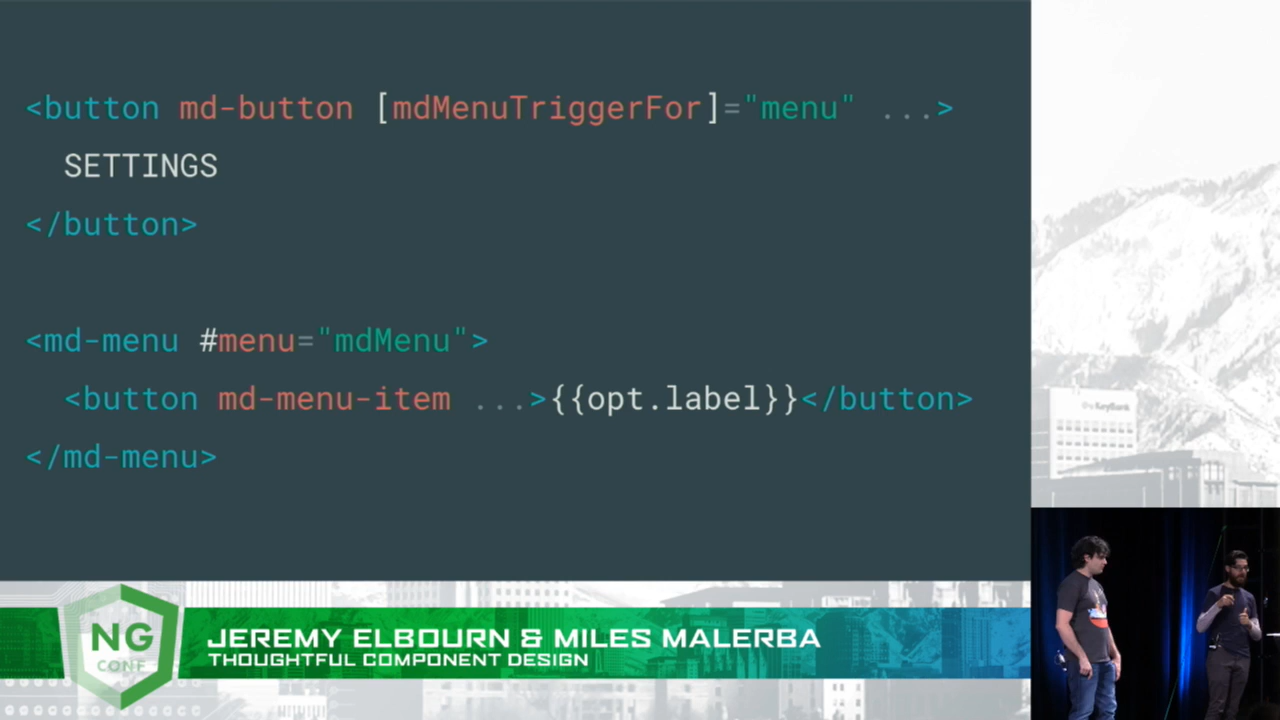 <button md-button [mdMenuTriggerFor]="menu" ...>
SETTINGS
</button>
<md-menu #menu="mdMenu">
<button md-menu-item ...>{{opt.label}}</button>
</md-menu>
KeyBank
NG
CONF
JEREMY ELBOURN & MILES MALERBA
THOUGHTFUL COMPONENT DESIGN